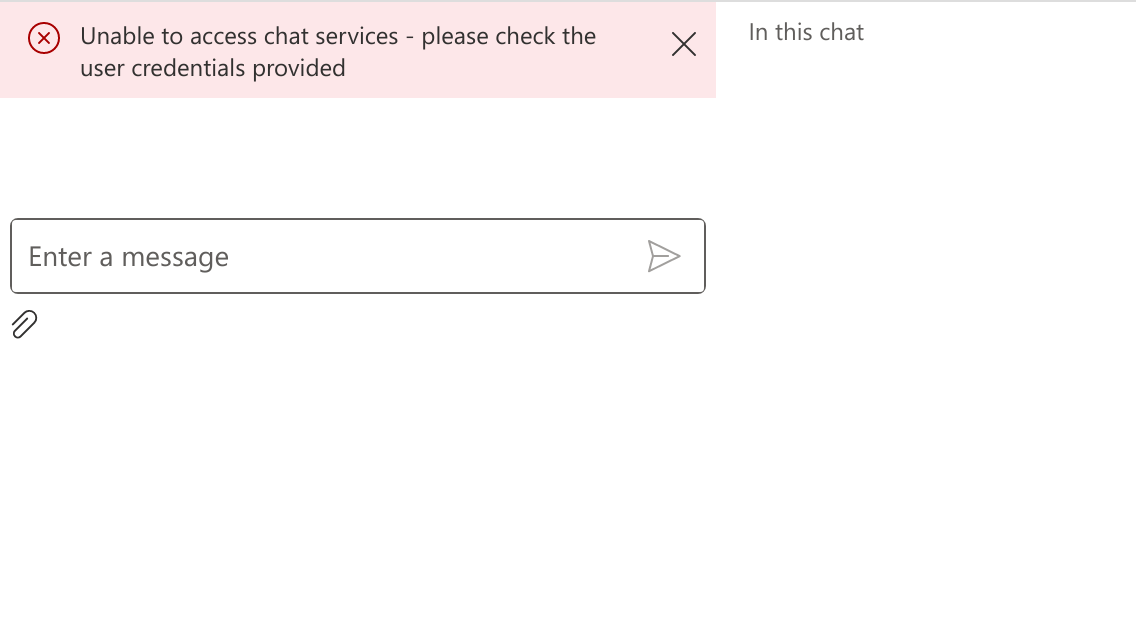 Unable to access chat services - please check the
user credentials provided
In this chat
Enter a message